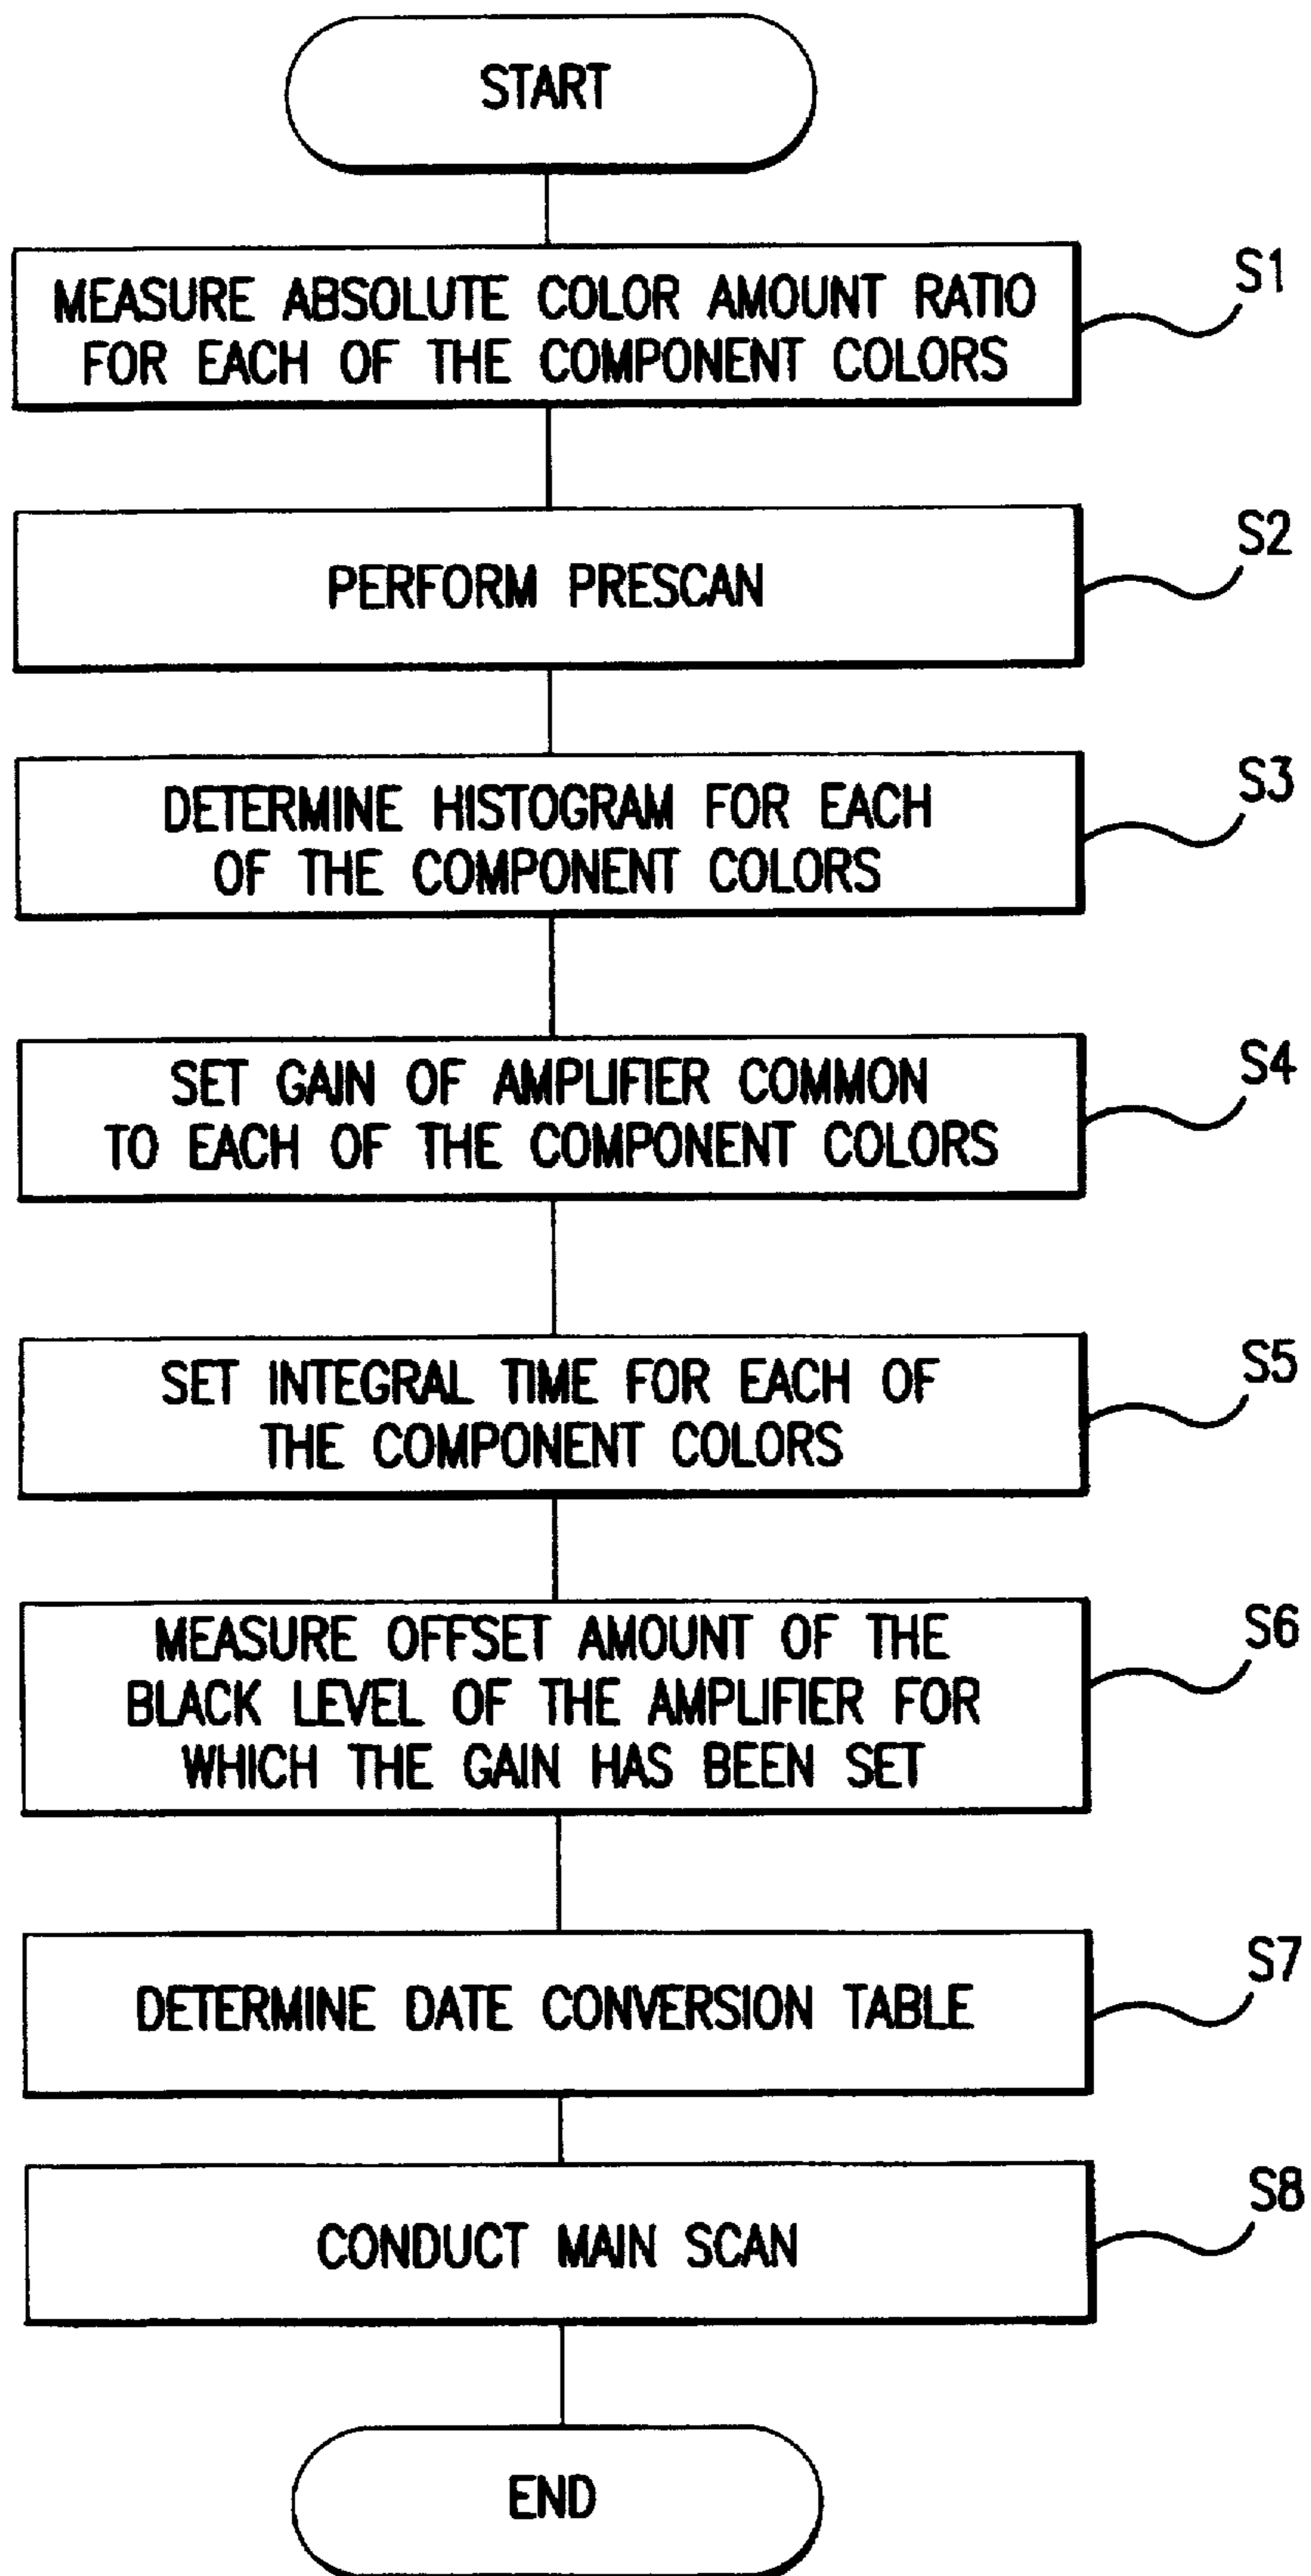 START
MEASURE ABSOLUTE COLOR AMOUNT RATIO
FOR EACH OF THE COMPONENT COLORS
S1
PERFORM PRESCAN
S2
DETERMINE HISTOGRAM FOR EACH
OF THE COMPONENT COLORS
S3
SET GAIN OF AMPLIFIER COMMON
TO EACH OF THE COMPONENT COLORS
S4
SET INTEGRAL TIME FOR EACH OF
THE COMPONENT COLORS
S5
MEASURE OFFSET AMOUNT OF THE
BLACK LEVEL OF THE AMPLIFIER FOR
WHICH THE GAIN HAS BEEN SET
S6
DETERMINE DATE CONVERSION TABLE
S7
CONDUCT MAIN SCAN
S8
END